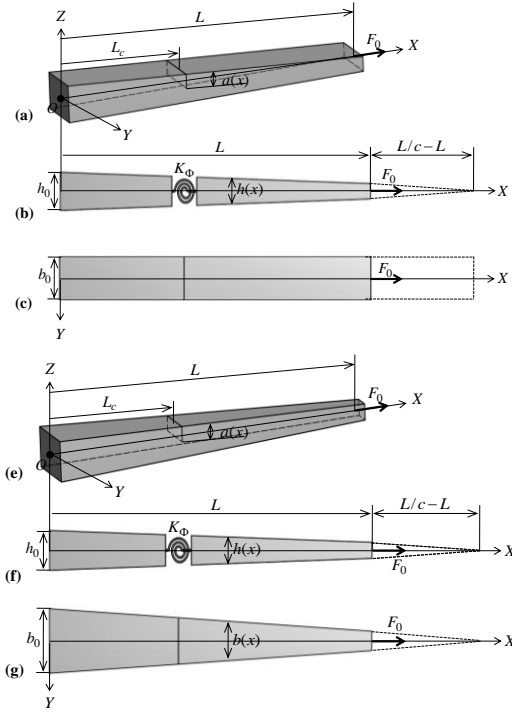 Z
L
L_c
F_0
X
a(x)
O
Y
(a)
L
L/c−L
K_Φ
F_0
h_0
h(x)
X
(b)
b_0
F_0
X
(c)
Y
Z
L
F_0
L_c
X
a(x)
O
(e)
Y
L
L/c−L
K_Φ
h_0
h(x)
X
F_0
(f)
F_0
b_0
b(x)
X
(g)
Y